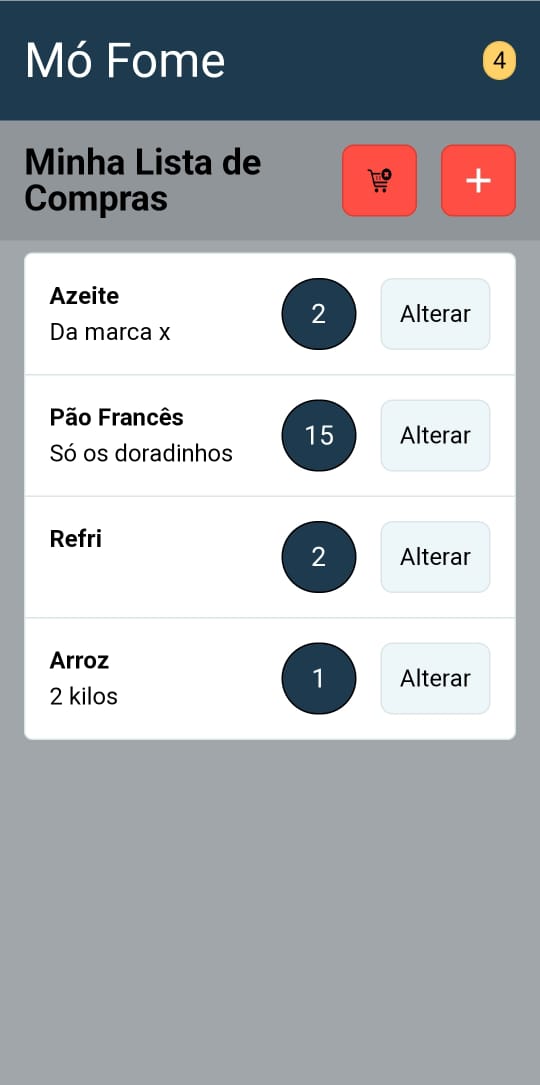 Mó Fome
4
Minha Lista de
Compras
+
Azeite
Da marca x
2
Alterar
Pão Francês
Só os doradinhos
15
Alterar
Refri
2
Alterar
Arroz
2 kilos
1
Alterar